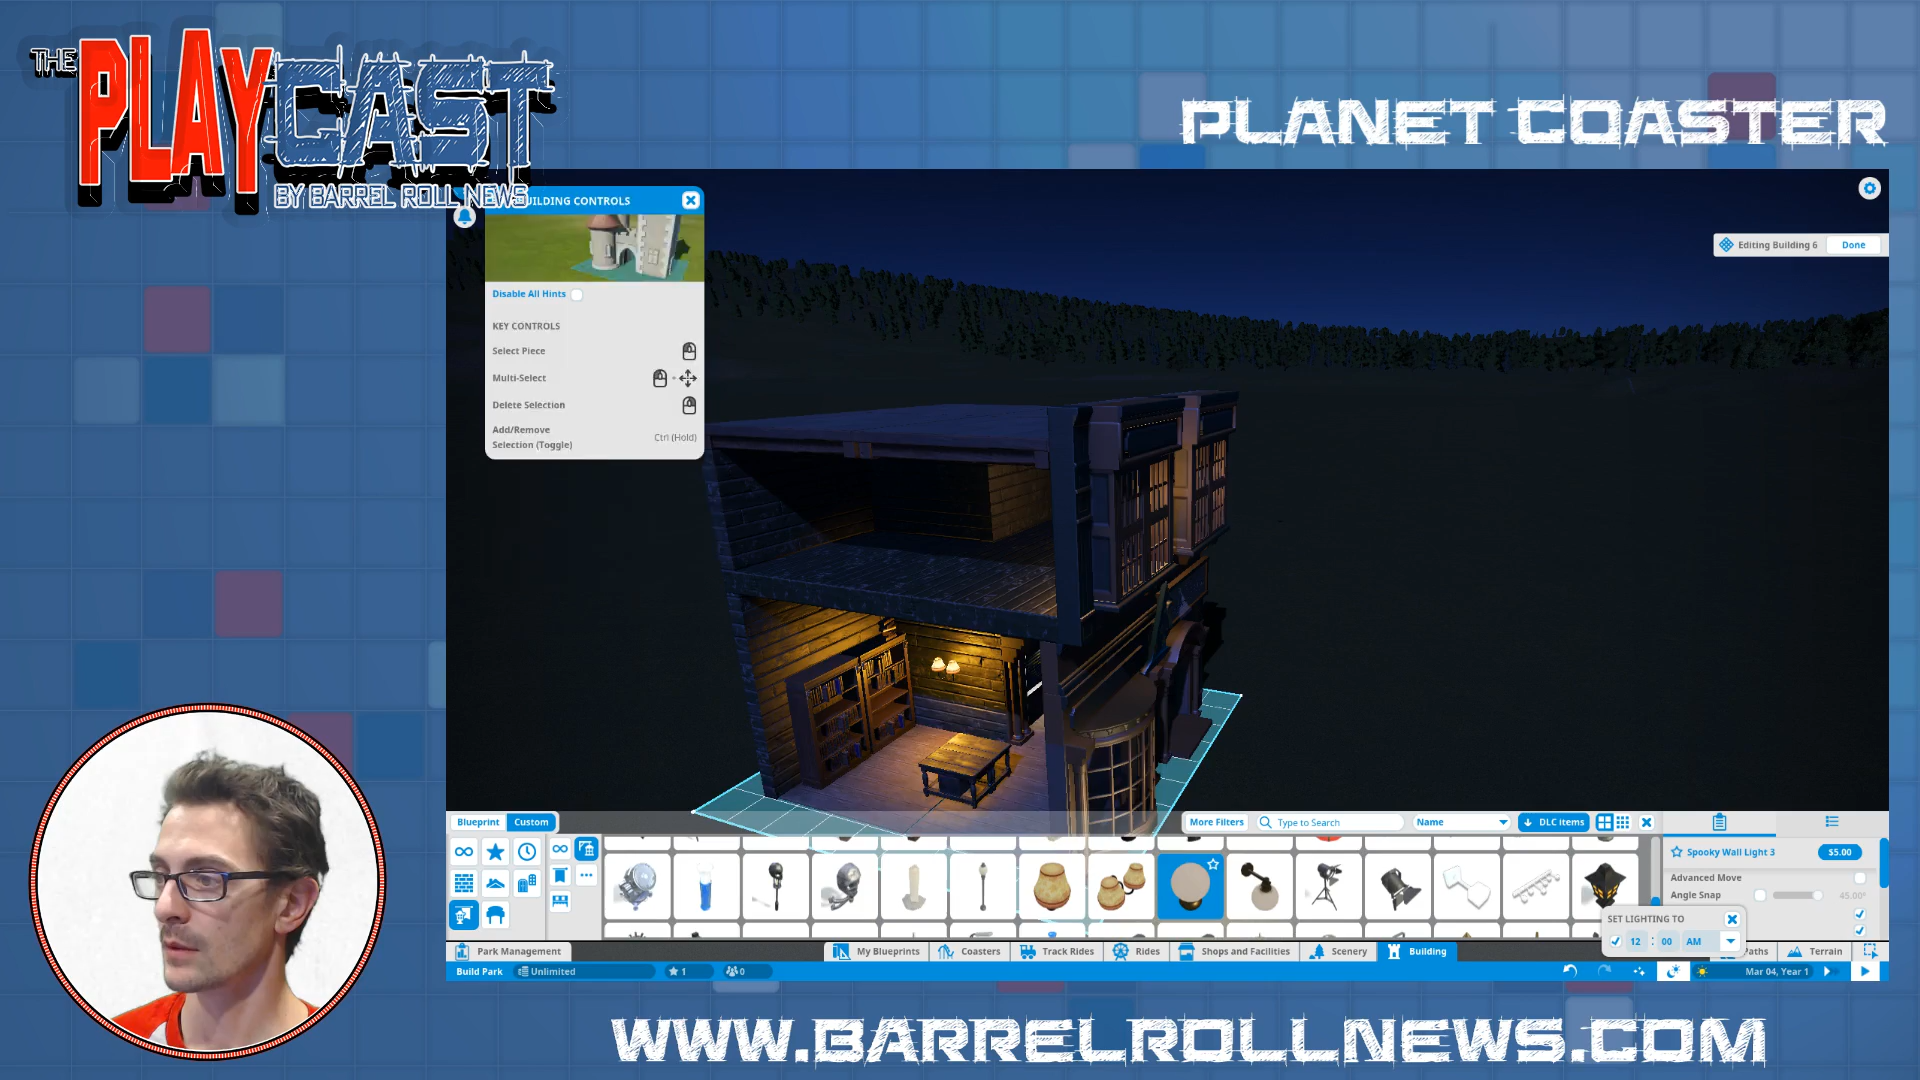 THE PLAYCAST
BY BARREL ROLL NEWS
PLANET COASTER
UILDING CONTROLS
Disable All Hints
KEY CONTROLS
Select Piece
Multi-Select
Delete Selection
Add/Remove
Selection (Toggle)
Ctrl (Hold)
Editing Building 6
Done
Blueprint
Custom
More Filters
Type to Search
Name
DLC items
Spooky Wall Light 3
$5.00
Advanced Move
Angle Snap
45.00°
SET LIGHTING TO
12 : 00 AM
Park Management
My Blueprints
Coasters
Track Rides
Rides
Shops and Facilities
Scenery
Building
Paths
Terrain
Build Park
Unlimited
1
0
Mar 04, Year 1
WWW.BARRELROLLNEWS.COM